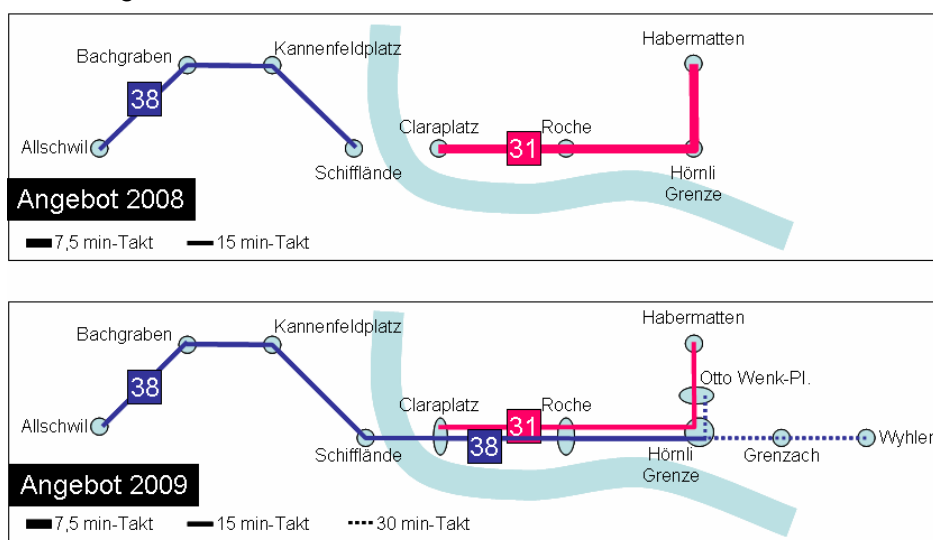 Kannenfeldplatz
Habermatten
Bachgraben
38
Claraplatz
Roche
31
Allschwil
Schifflände
Hörnli
Grenze
Angebot 2008
7,5 min-Takt
15 min-Takt
Habermatten
Kannenfeldplatz
Bachgraben
Otto Wenk-Pl.
38
Claraplatz
Roche
31
Allschwil
38
Wyhlen
Schifflände
Hörnli
Grenze
Grenzach
Angebot 2009
7,5 min-Takt
15 min-Takt
30 min-Takt